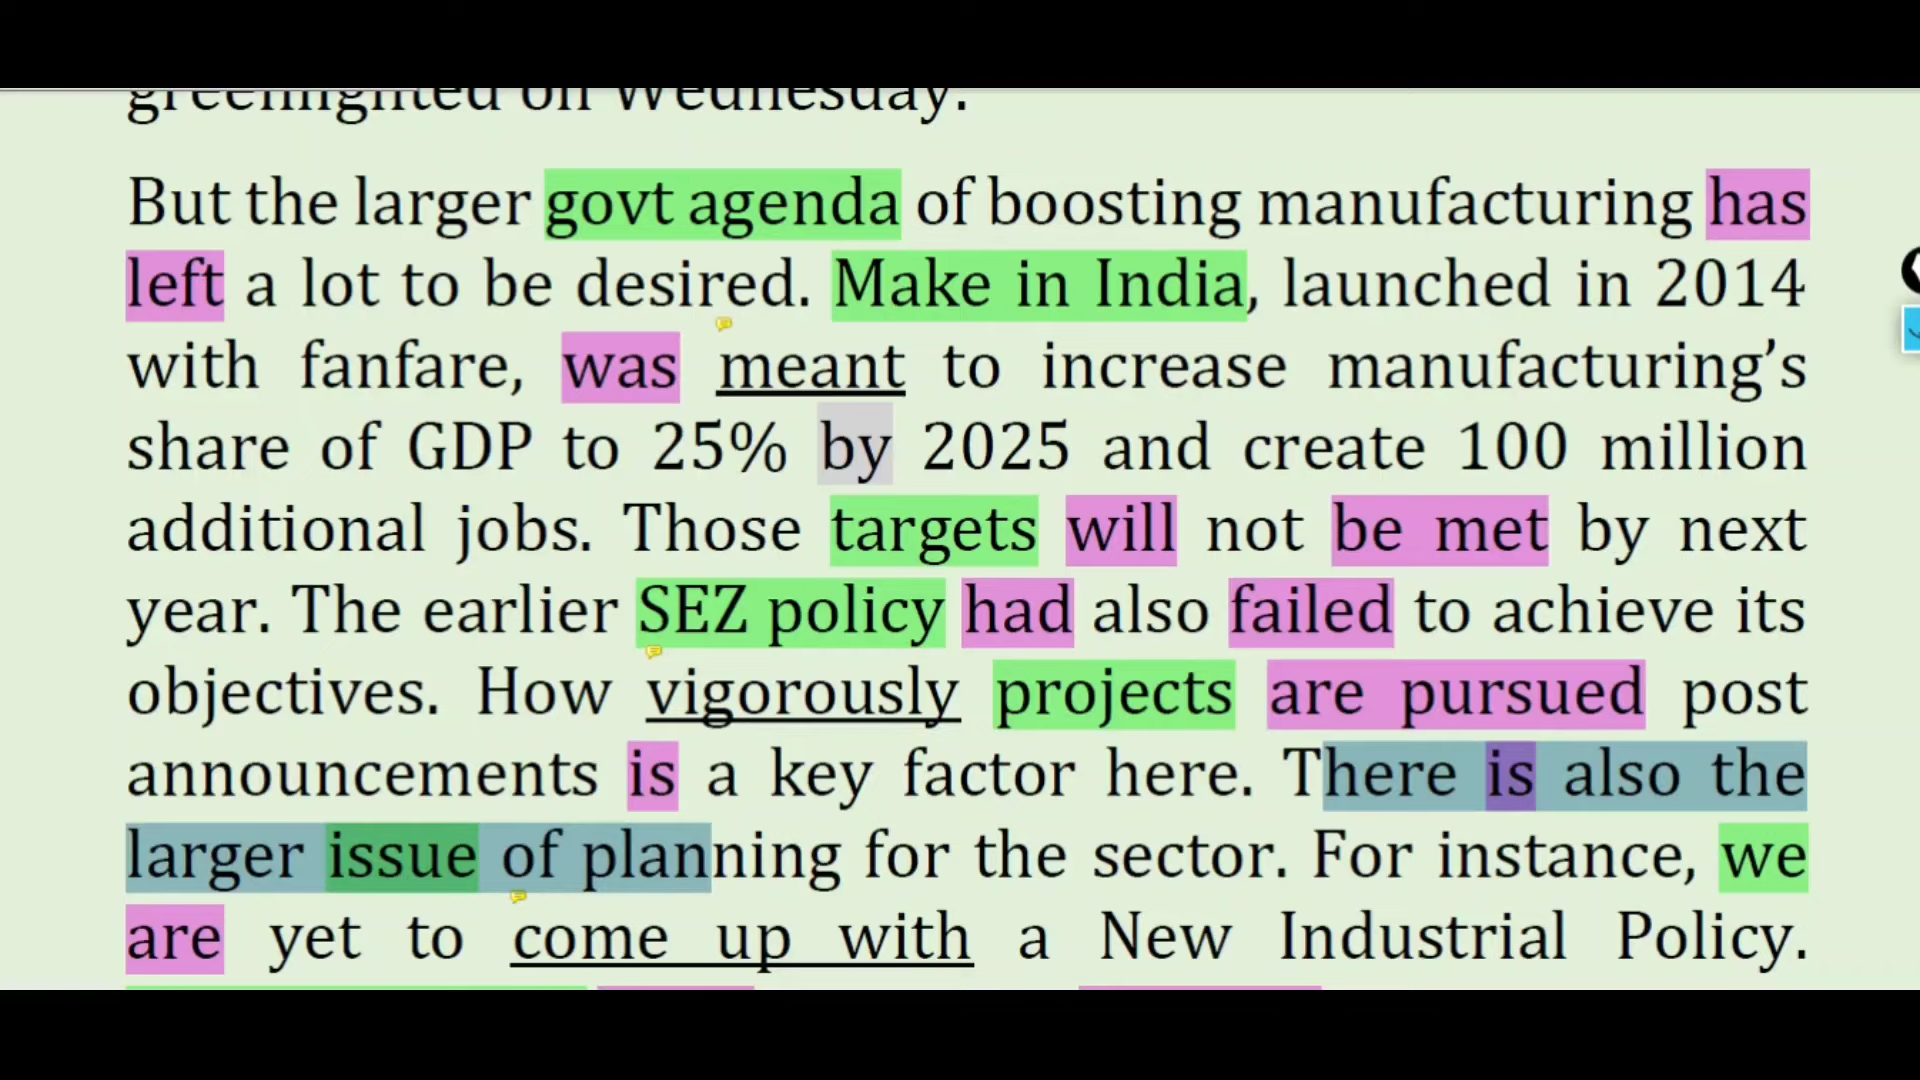 greenlighted on Wednesday.
But the larger govt agenda of boosting manufacturing has
left a lot to be desired. Make in India, launched in 2014
with fanfare, was meant to increase manufacturing’s
share of GDP to 25% by 2025 and create 100 million
additional jobs. Those targets will not be met by next
year. The earlier SEZ policy had also failed to achieve its
objectives. How vigorously projects are pursued post
announcements is a key factor here. There is also the
larger issue of planning for the sector. For instance, we
are yet to come up with a New Industrial Policy.